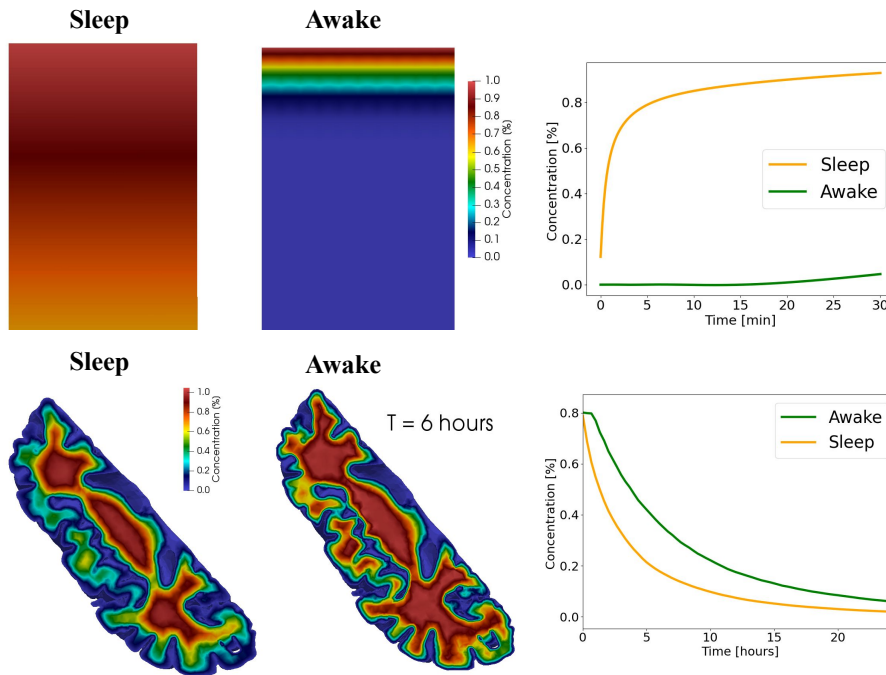 Sleep
Awake
1.0
0.9
0.8
0.7
0.6
0.5
0.4
0.3
0.2
0.1
0.0
Concentration (%)
Concentration [%]
0.8
0.6
0.4
0.2
0.0
Sleep
Awake
0 5 10 15 20 25 30
Time [min]
Sleep
Awake
1.0
0.8
0.6
0.4
0.2
0.0
Concentration (%)
T = 6 hours
Concentration [%]
0.8
0.6
0.4
0.2
0.0
Awake
Sleep
0 5 10 15 20
Time [hours]